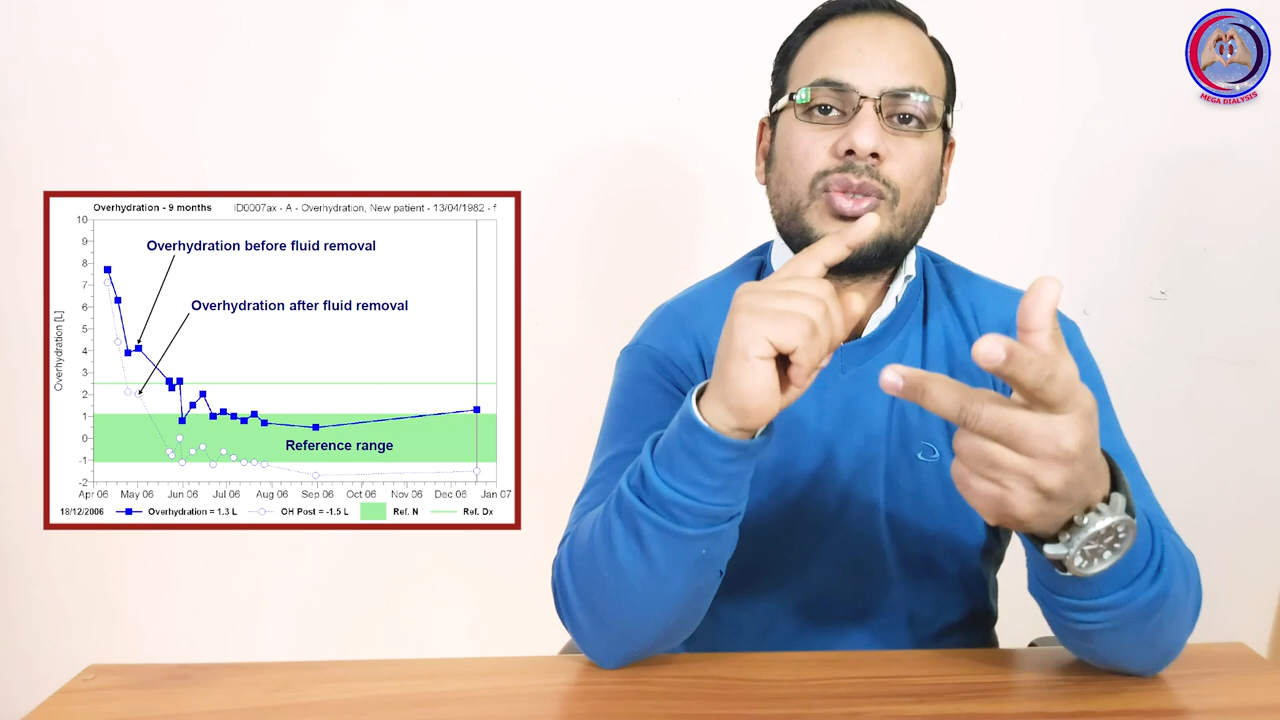 MEGA DIALYSIS
Overhydration - 9 months ID0007ax - A - Overhydration, New patient - 13/04/1982 - f
10
9
8
7
6
5
4
3
2
1
0
-1
-2
Overhydration [L]
Overhydration before fluid removal
Overhydration after fluid removal
Reference range
Apr 06 May 06 Jun 06 Jul 06 Aug 06 Sep 06 Oct 06 Nov 06 Dec 06 Jan 07
18/12/2006 Overhydration = 1.3 L OH Post = -1.5 L Ref. N Ref. Dx